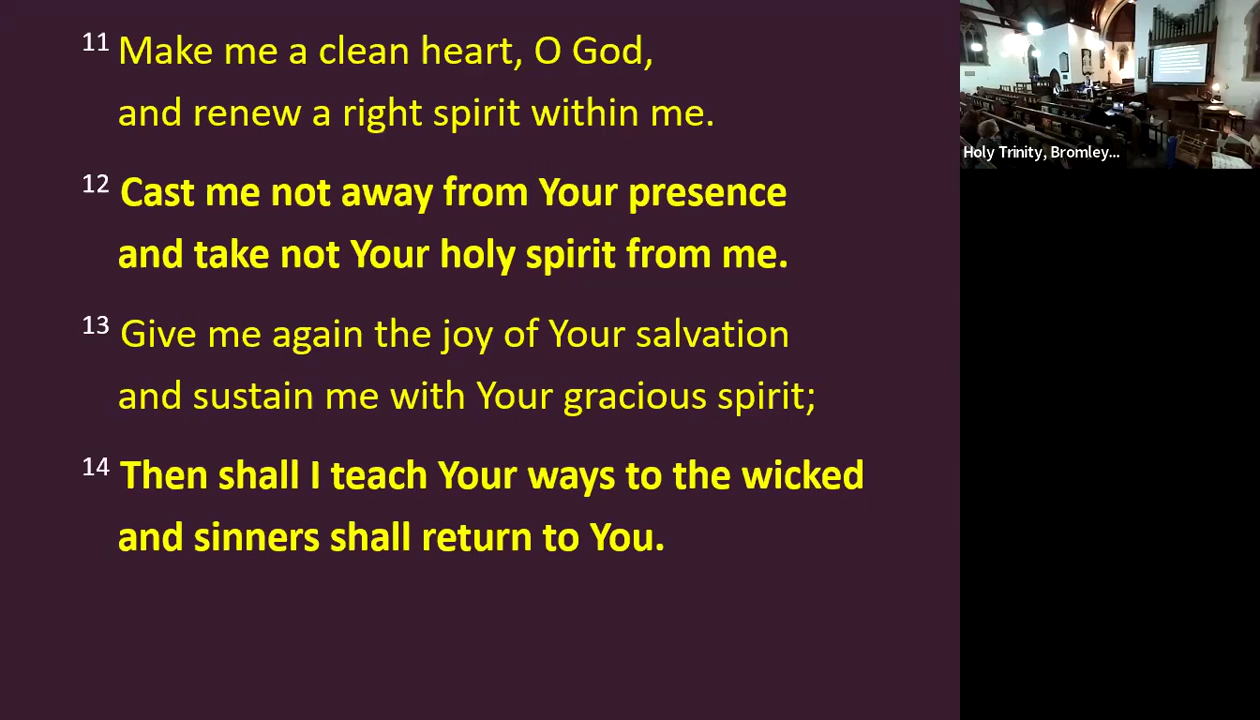 11 Make me a clean heart, O God,
and renew a right spirit within me.
12 Cast me not away from Your presence
and take not Your holy spirit from me.
13 Give me again the joy of Your salvation
and sustain me with Your gracious spirit;
14 Then shall I teach Your ways to the wicked
and sinners shall return to You.
Holy Trinity, Bromley...